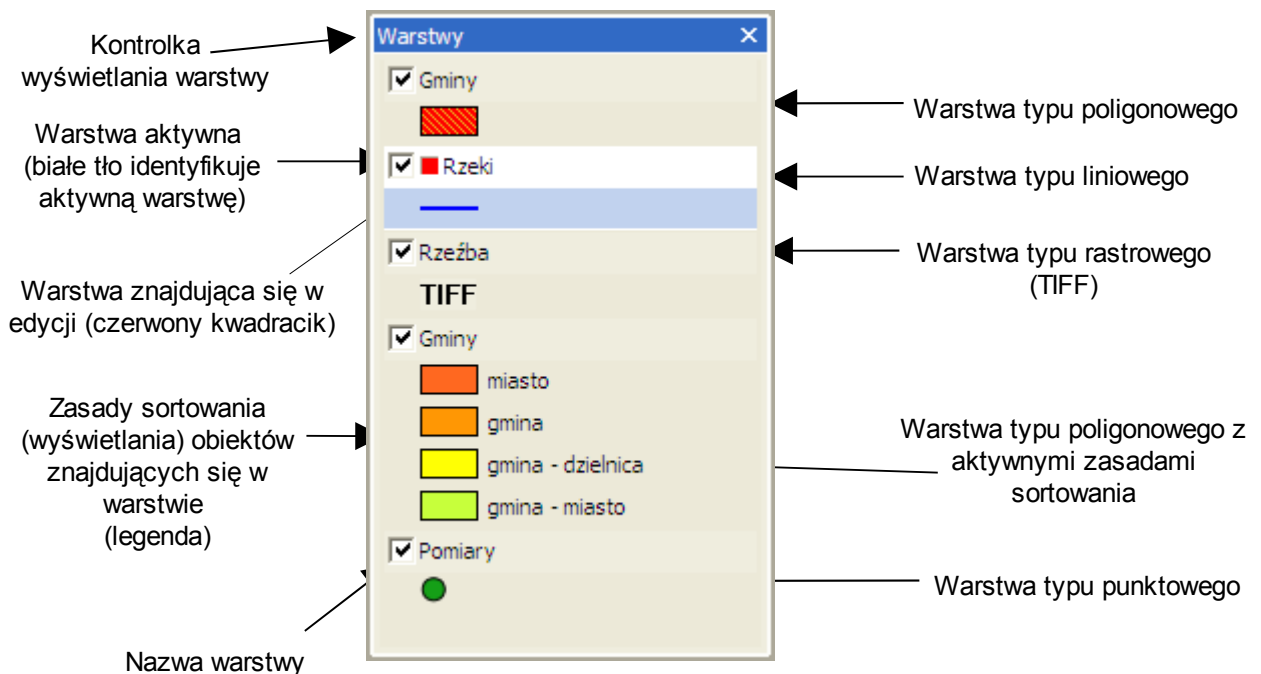 Kontrolka
wyświetlania warstwy
Warstwa aktywna
(białe tło identyfikuje
aktywną warstwę)
Warstwa znajdująca się w
edycji (czerwony kwadracik)
Zasady sortowania
(wyświetlania) obiektów
znajdujących się w
warstwie
(legenda)
Nazwa warstwy
Warstwy
Gminy
Rzeki
Rzeźba
TIFF
Gminy
miasto
gmina
gmina - dzielnica
gmina - miasto
Pomiary
Warstwa typu poligonowego
Warstwa typu liniowego
Warstwa typu rastrowego
(TIFF)
Warstwa typu poligonowego z
aktywnymi zasadami
sortowania
Warstwa typu punktowego